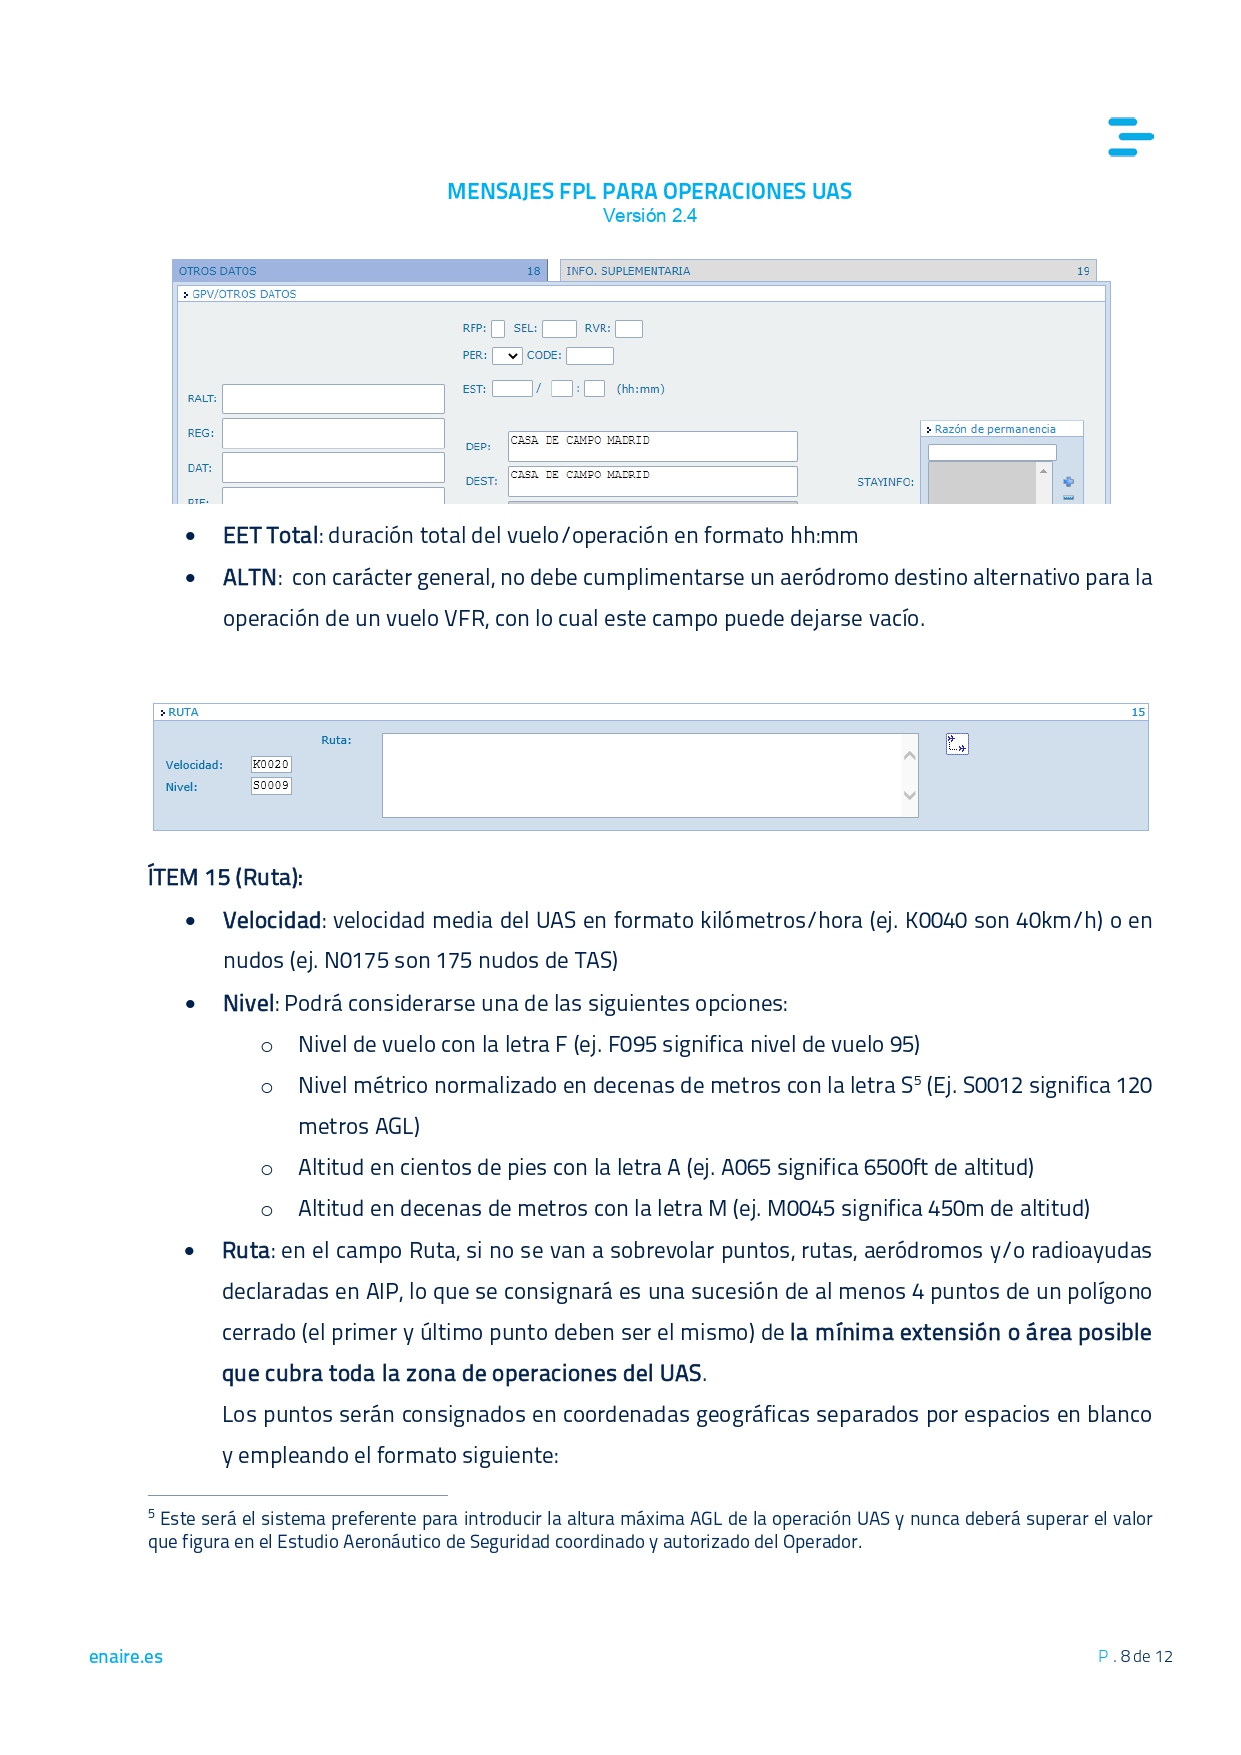 MENSAJES FPL PARA OPERACIONES UAS
Versión 2.4
OTROS DATOS 18 INFO. SUPLEMENTARIA 19
GPV/OTROS DATOS
RFP: SEL: RVR:
PER: CODE:
EST: / : (hh:mm)
RALT:
REG:
DAT:
DEP: CASA DE CAMPO MADRID
DEST: CASA DE CAMPO MADRID
Razón de permanencia
STAYINFO:
RIF:
• EET Total: duración total del vuelo/operación en formato hh:mm
• ALTN: con carácter general, no debe cumplimentarse un aeródromo destino alternativo para la
operación de un vuelo VFR, con lo cual este campo puede dejarse vacío.
RUTA 15
Ruta:
Velocidad: K0020
Nivel: S0009
ÍTEM 15 (Ruta):
• Velocidad: velocidad media del UAS en formato kilómetros/hora (ej. K0040 son 40km/h) o en
nudos (ej. N0175 son 175 nudos de TAS)
• Nivel: Podrá considerarse una de las siguientes opciones:
o Nivel de vuelo con la letra F (ej. F095 significa nivel de vuelo 95)
o Nivel métrico normalizado en decenas de metros con la letra S5 (Ej. S0012 significa 120
metros AGL)
o Altitud en cientos de pies con la letra A (ej. A065 significa 6500ft de altitud)
o Altitud en decenas de metros con la letra M (ej. M0045 significa 450m de altitud)
• Ruta: en el campo Ruta, si no se van a sobrevolar puntos, rutas, aeródromos y/o radioayudas
declaradas en AIP, lo que se consignará es una sucesión de al menos 4 puntos de un polígono
cerrado (el primer y último punto deben ser el mismo) de la mínima extensión o área posible
que cubra toda la zona de operaciones del UAS.
Los puntos serán consignados en coordenadas geográficas separados por espacios en blanco
y empleando el formato siguiente:
5 Este será el sistema preferente para introducir la altura máxima AGL de la operación UAS y nunca deberá superar el valor
que figura en el Estudio Aeronáutico de Seguridad coordinado y autorizado del Operador.
enaire.es
P . 8 de 12